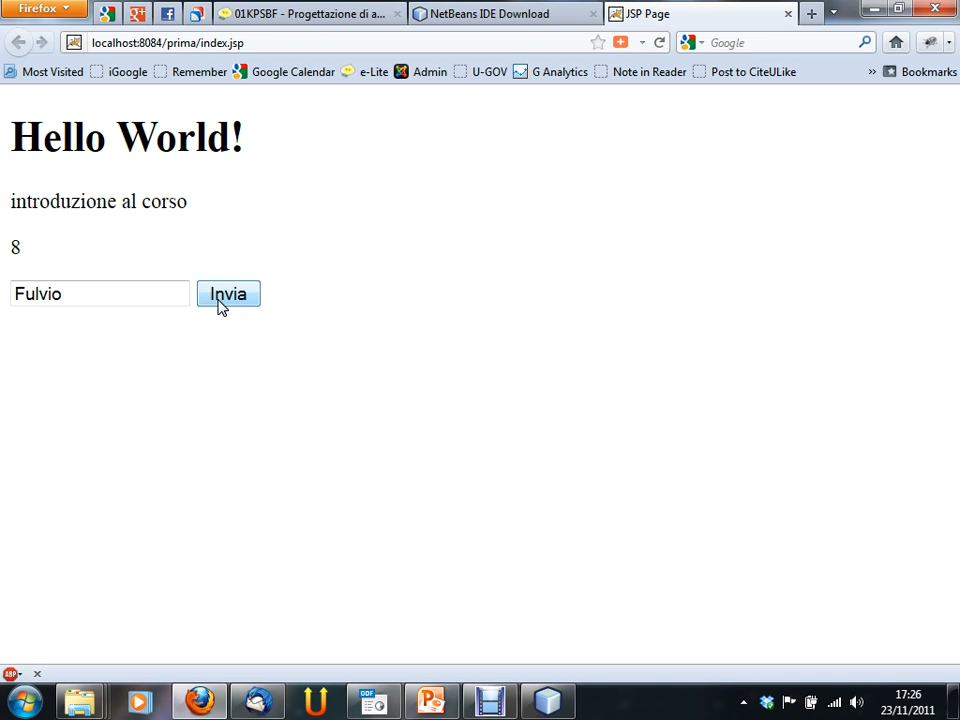 Firefox
01KPSBF - Progettazione di a...
NetBeans IDE Download
JSP Page
localhost:8084/prima/index.jsp
Google
Most Visited
iGoogle
Remember
Google Calendar
e-Lite
Admin
U-GOV
G Analytics
Note in Reader
Post to CiteULike
»
Bookmarks
Hello World!
introduzione al corso
8
Fulvio
Invia
ABP
ODF
17:26
23/11/2011